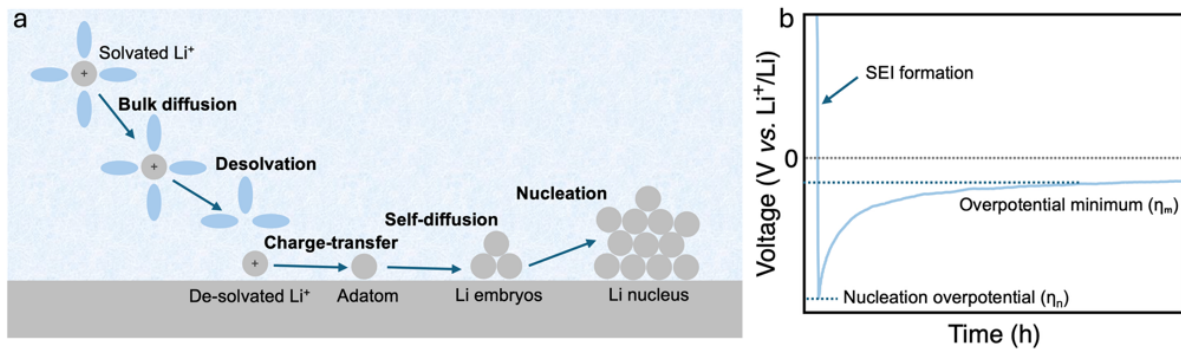 a
Solvated Li⁺
+
Bulk diffusion
+
Desolvation
Nucleation
Self-diffusion
Charge-transfer
+
De-solvated Li⁺
Adatom
Li embryos
Li nucleus
b
Voltage (V vs. Li⁺/Li)
SEI formation
0
Overpotential minimum (ηₘ)
Nucleation overpotential (ηₙ)
Time (h)